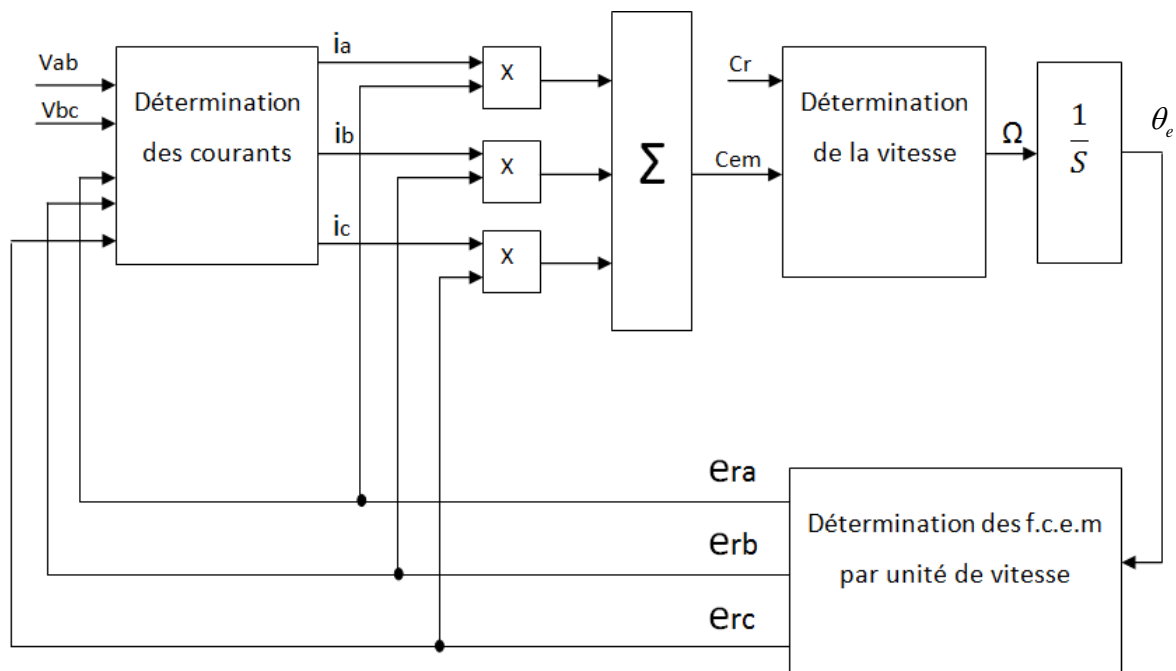 Vab
Vbc
Détermination
des courants
ia
ib
ic
X
X
X
Σ
Cr
Cem
Détermination
de la vitesse
Ω
1
S
θe
era
erb
erc
Détermination des f.c.e.m
par unité de vitesse